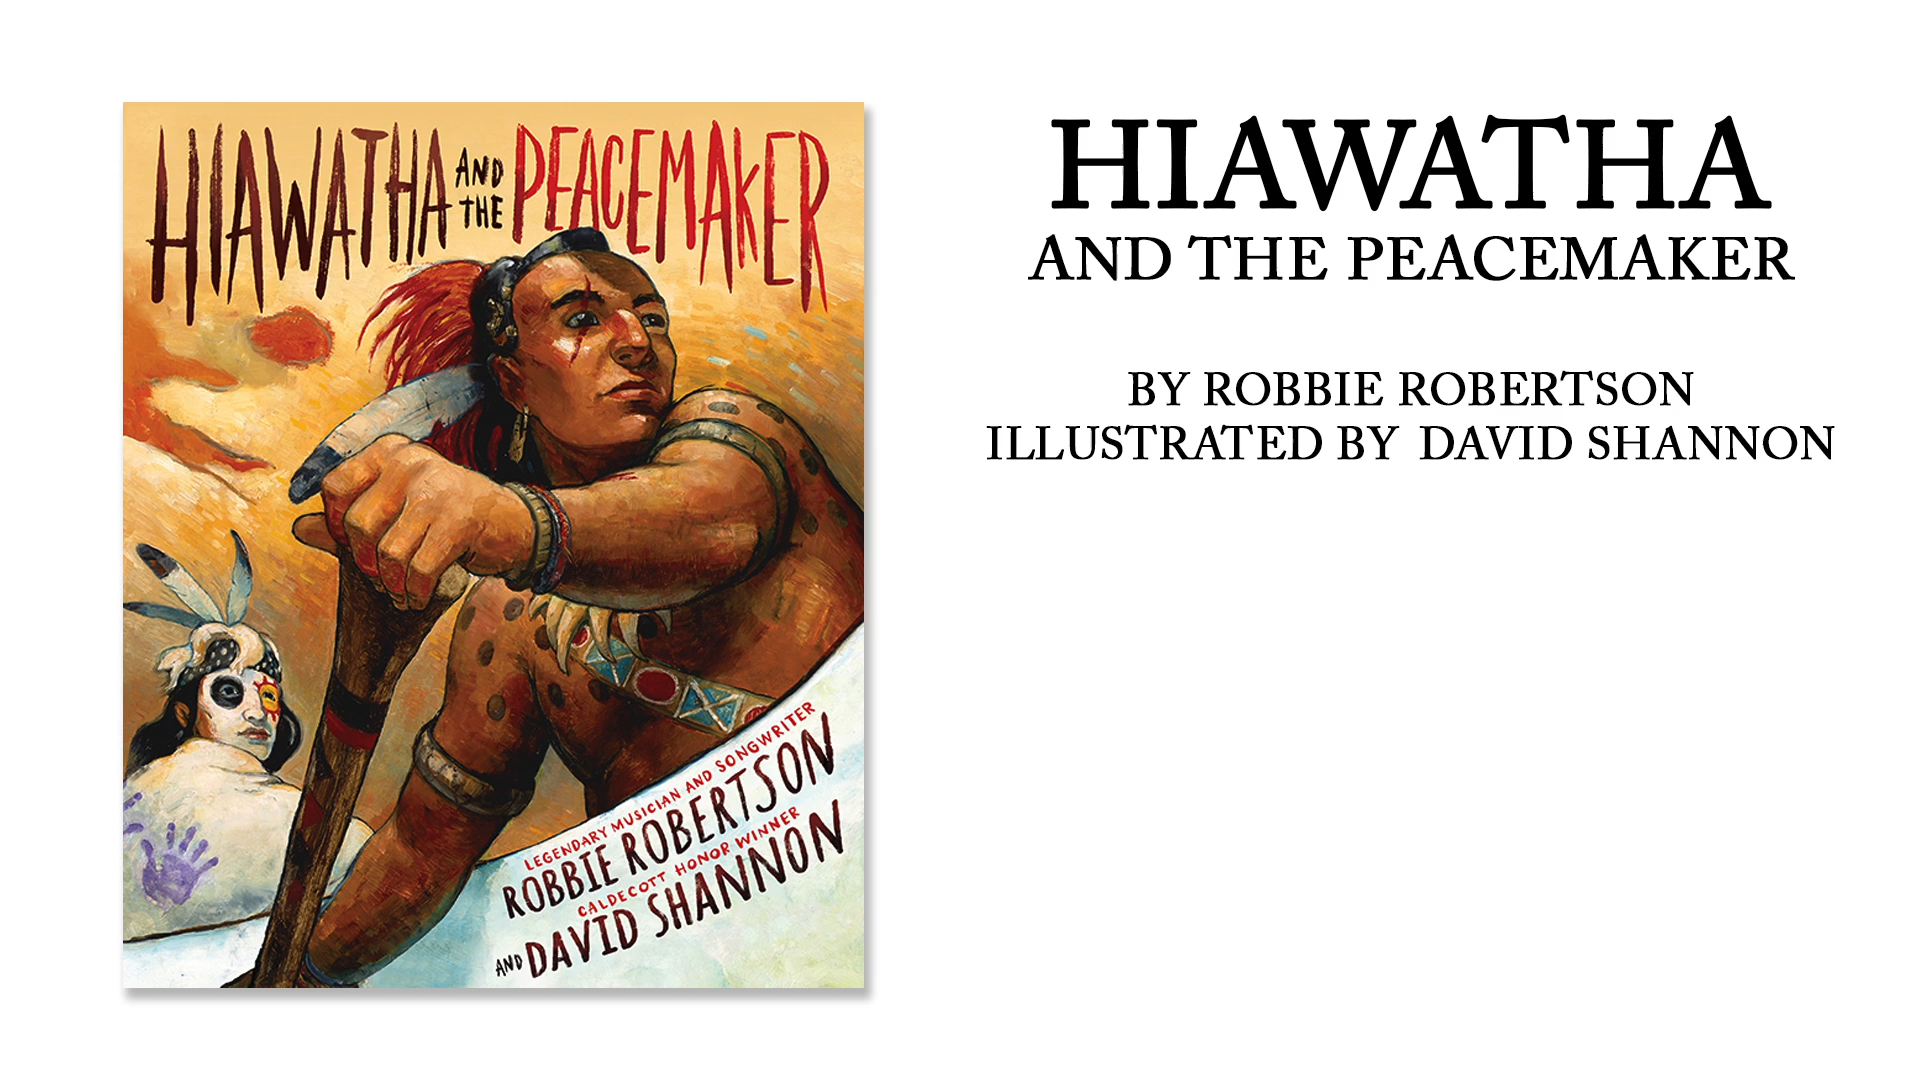 HIAWATHA AND THE PEACEMAKER
LEGENDARY MUSICIAN AND SONGWRITER
ROBBIE ROBERTSON
CALDECOTT HONOR WINNER
AND DAVID SHANNON
HIAWATHA
AND THE PEACEMAKER
BY ROBBIE ROBERTSON
ILLUSTRATED BY DAVID SHANNON